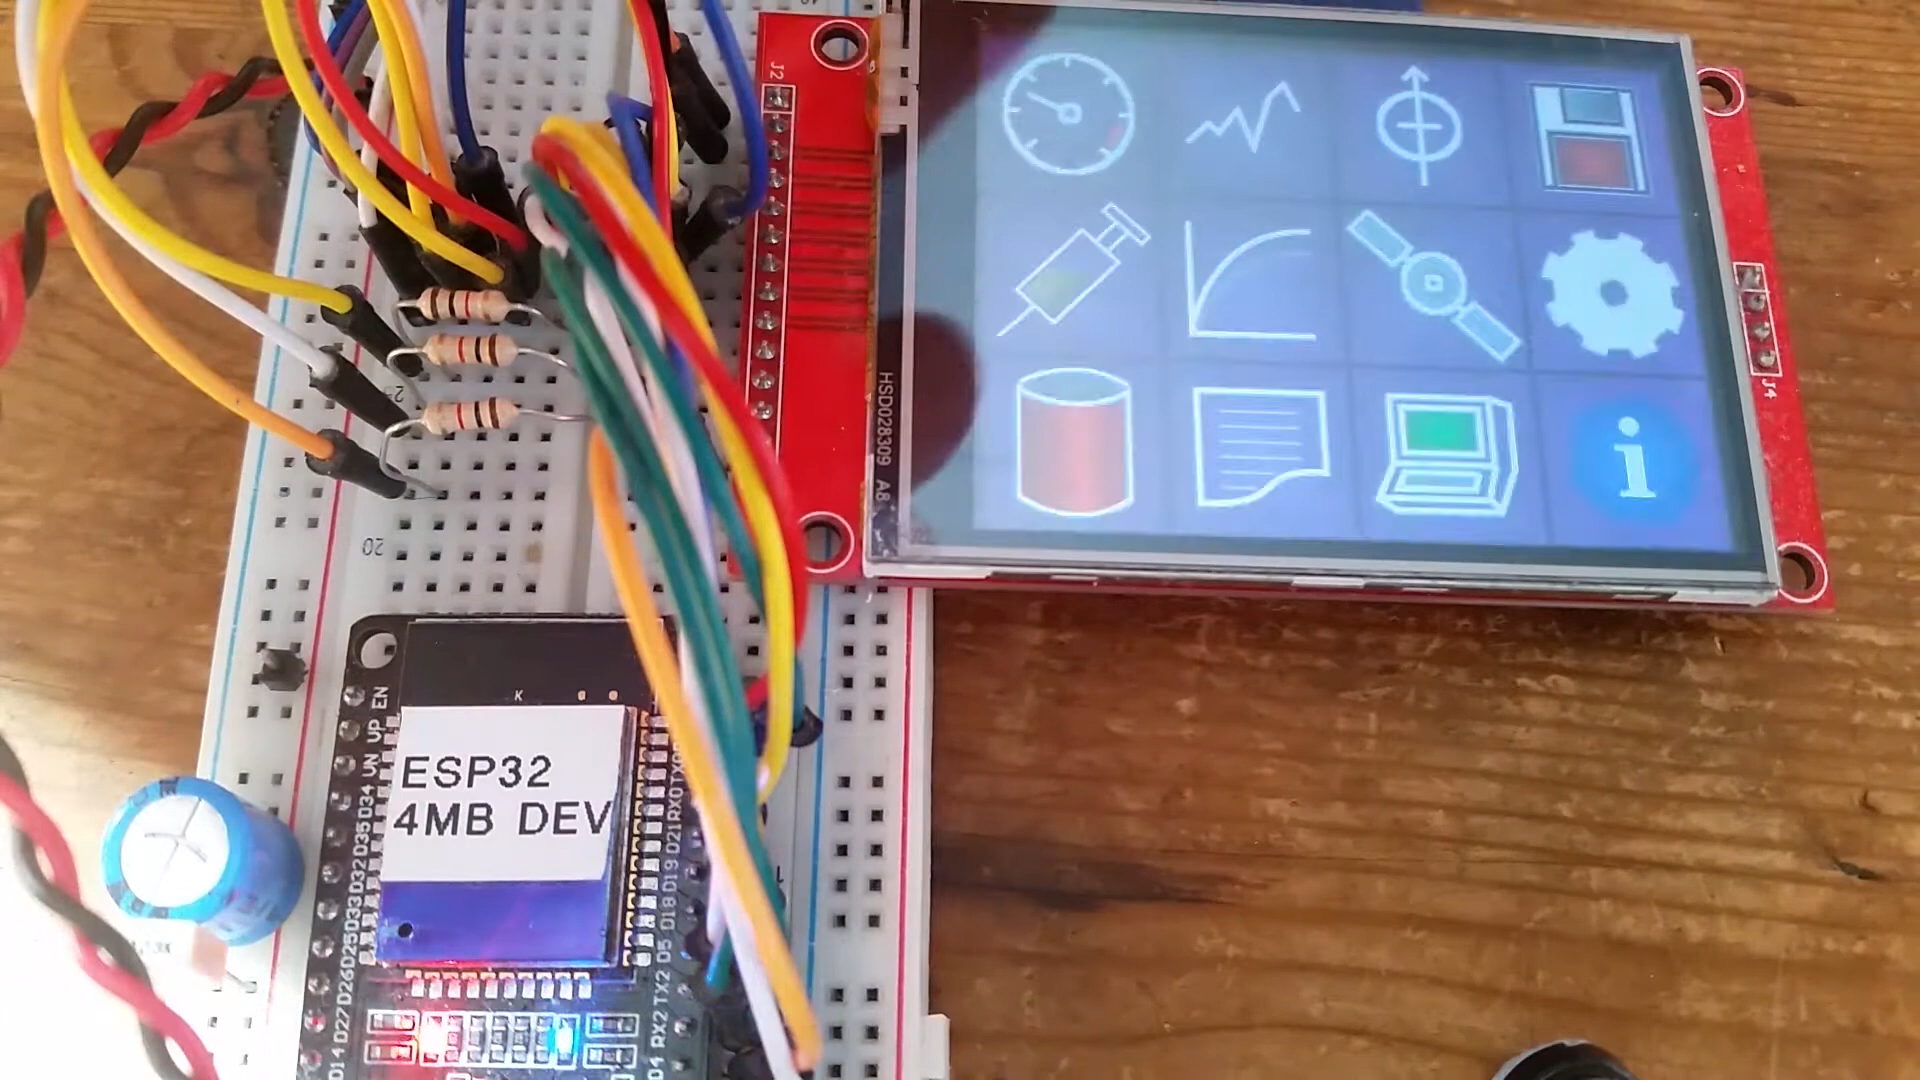 J2
HSD028309 A8
J4
20
K
EN
VP
VN
D34
D35
D32
D33
D25
D26
D27
D14
ESP32
4MB DEV
TX0
RX0
D21
D19
D18
D5
TX2
RX2
D4
i